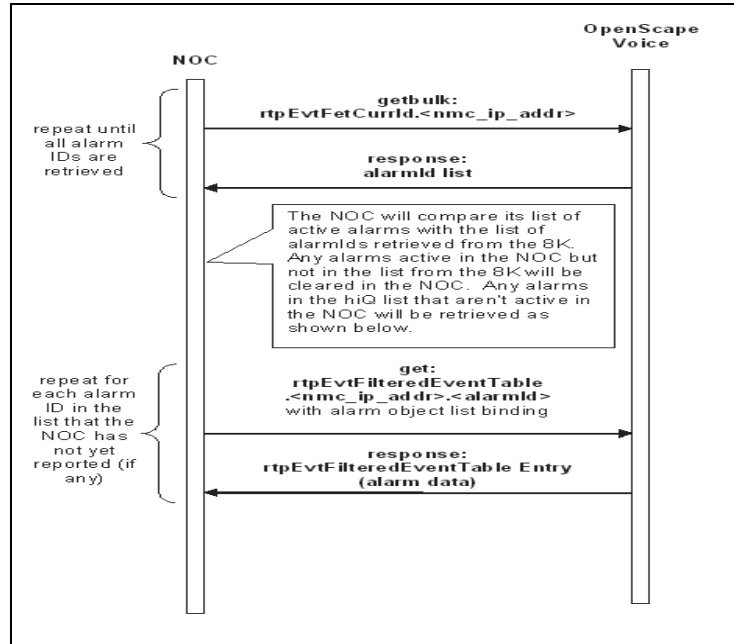 OpenScape
Voice
NOC
getbulk:
rtpEvtFetCurrId.<nmc_ip_addr>
repeat until
all alarm
IDs are
retrieved
response:
alarmId list
The NOC will compare its list of
active alarms with the list of
alarmIds retrieved from the 8K.
Any alarms active in the NOC but
not in the list from the 8K will be
cleared in the NOC. Any alarms
in the hiQ list that aren't active in
the NOC will be retrieved as
shown below.
get:
rtpEvtFilteredEventTable
.<nmc_ip_addr>.<alarmId>
with alarm object list binding
repeat for
each alarm
ID in the
list that the
NOC has
not yet
reported (if
any)
response:
rtpEvtFilteredEventTable Entry
(alarm data)